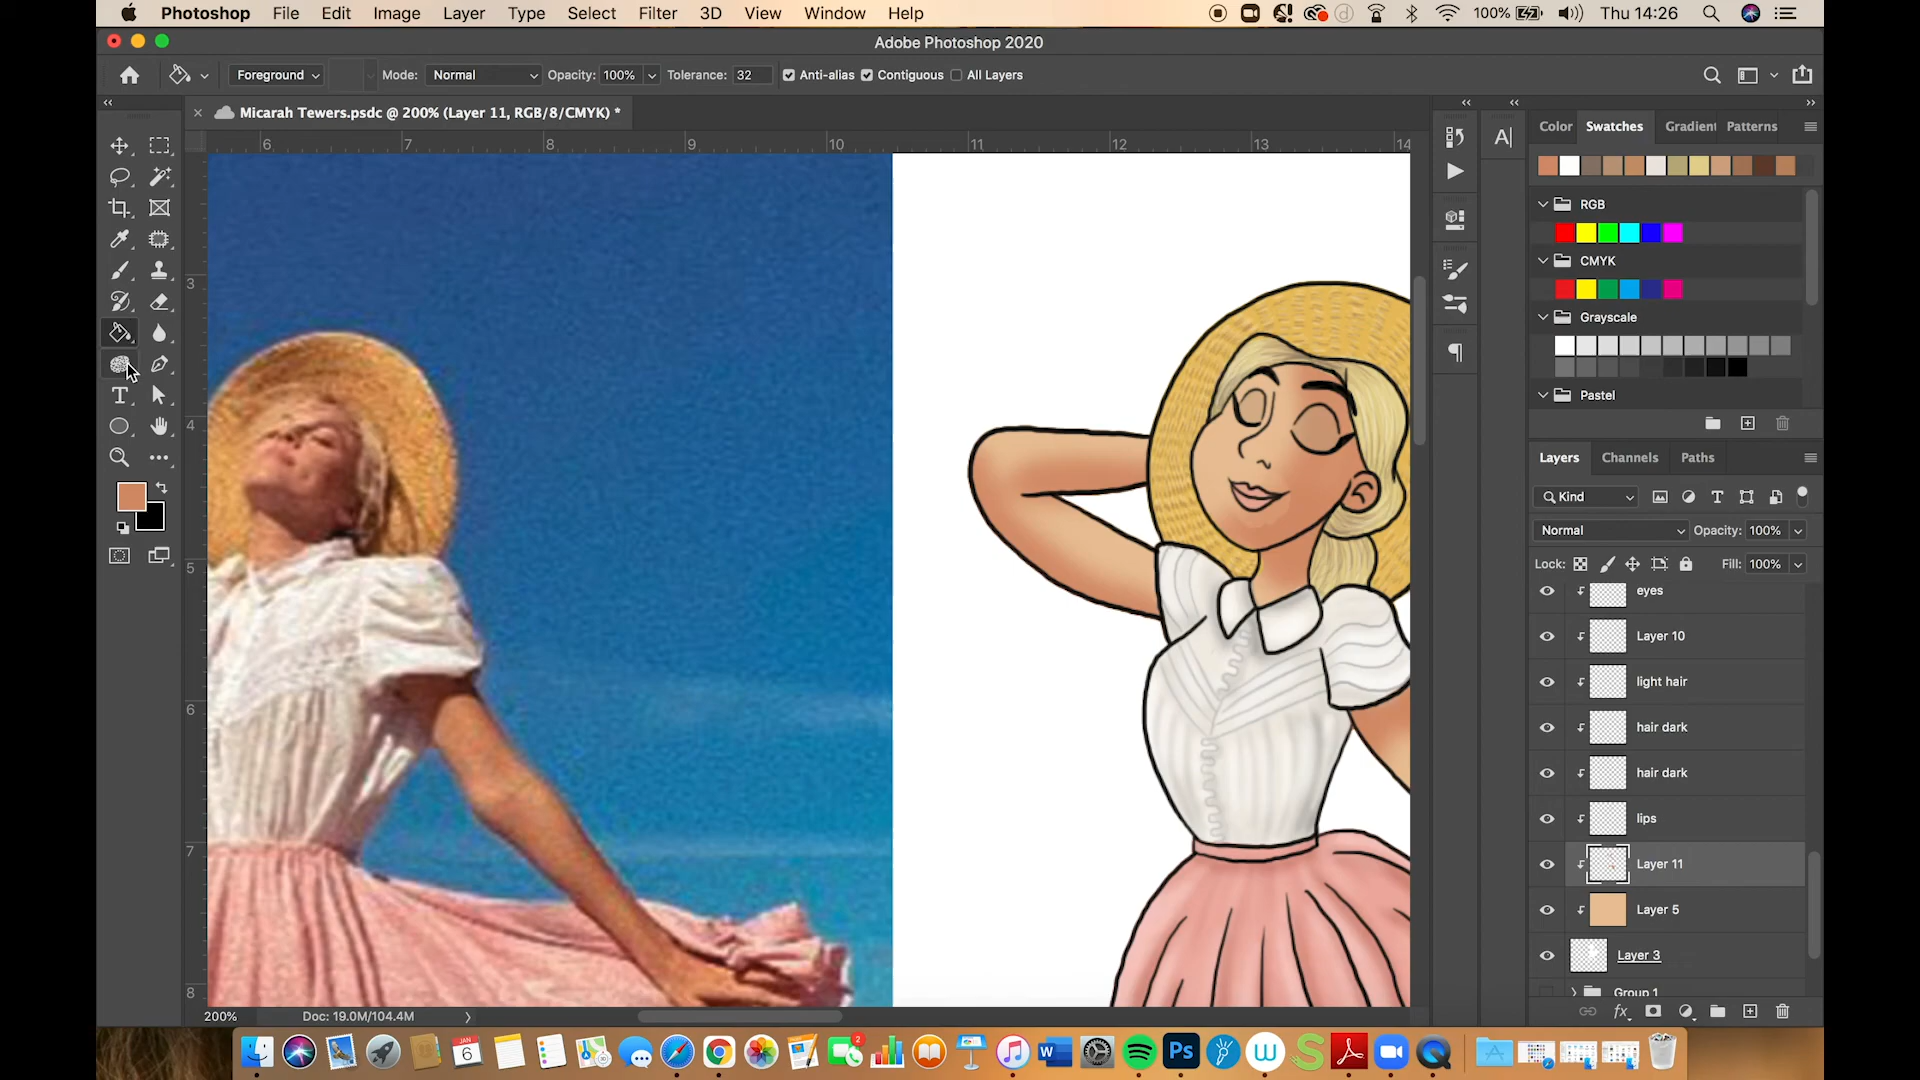 Photoshop File Edit Image Layer Type Select Filter 3D View Window Help 100% Thu 14:26
Adobe Photoshop 2020
Foreground Mode: Normal Opacity: 100% Tolerance: 32 Anti-alias Contiguous All Layers
Micarah Tewers.psdc @ 200% (Layer 11, RGB/8/CMYK) *
6 7 8 9 10 11 12 13 14
3
4
5
6
7
8
Color Swatches Gradient Patterns
RGB
CMYK
Grayscale
Pastel
Layers Channels Paths
Kind
Normal Opacity: 100%
Lock: Fill: 100%
eyes
Layer 10
light hair
hair dark
hair dark
lips
Layer 11
Layer 5
Layer 3
Group 1
200% Doc: 19.0M/104.4M
JAN
6
2
W
Ps